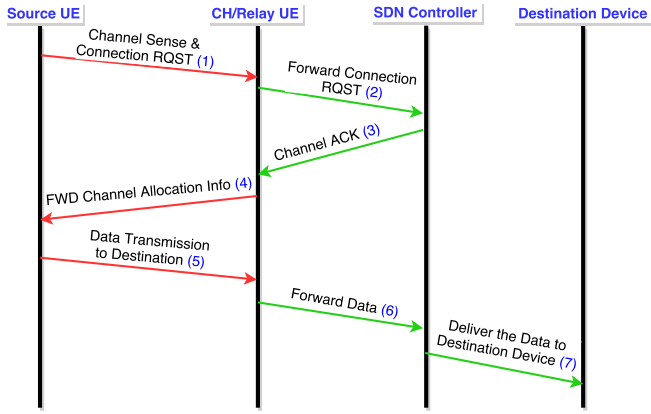 Source UE
CH/Relay UE
SDN Controller
Destination Device
Channel Sense &
Connection RQST (1)
Forward Connection
RQST (2)
Channel ACK (3)
FWD Channel Allocation Info (4)
Data Transmission
to Destination (5)
Forward Data (6)
Deliver the Data to
Destination Device (7)